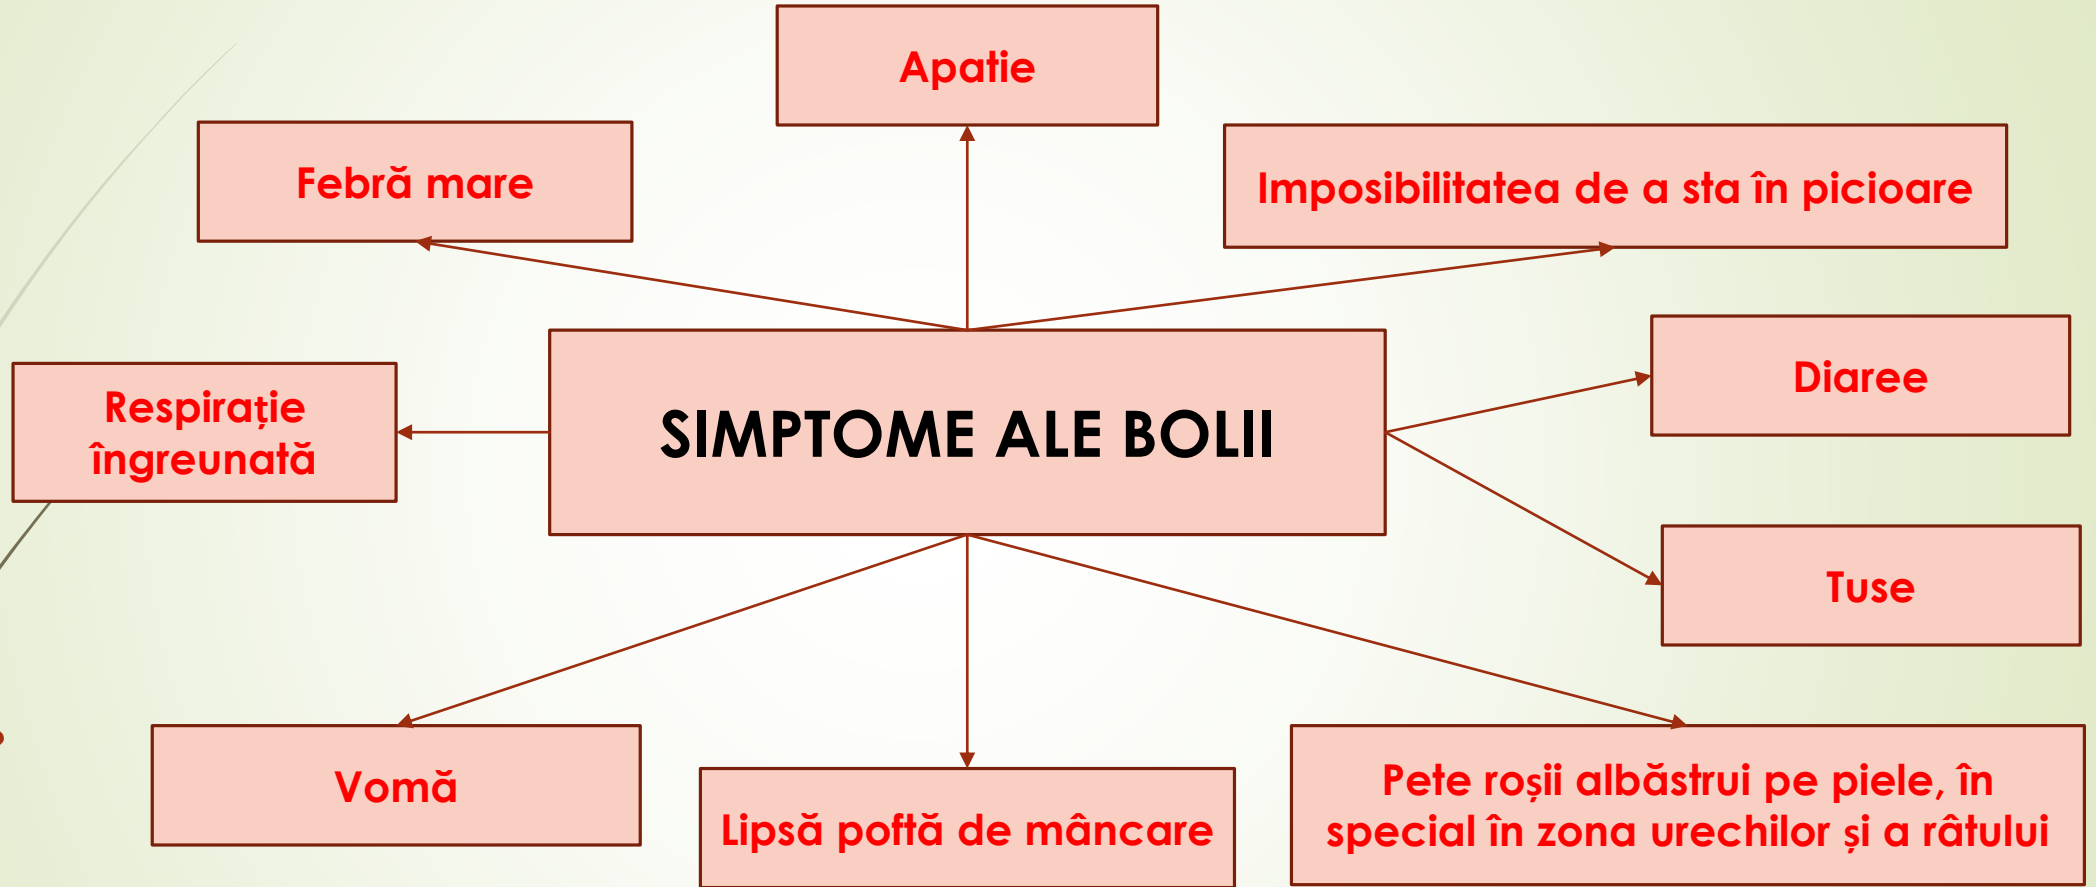 Apatie
Febră mare
Imposibilitatea de a sta în picioare
Respirație
îngreunată
SIMPTOME ALE BOLII
Diaree
Tuse
Vomă
Lipsă poftă de mâncare
Pete roșii albăstrui pe piele, în
special în zona urechilor și a râtului